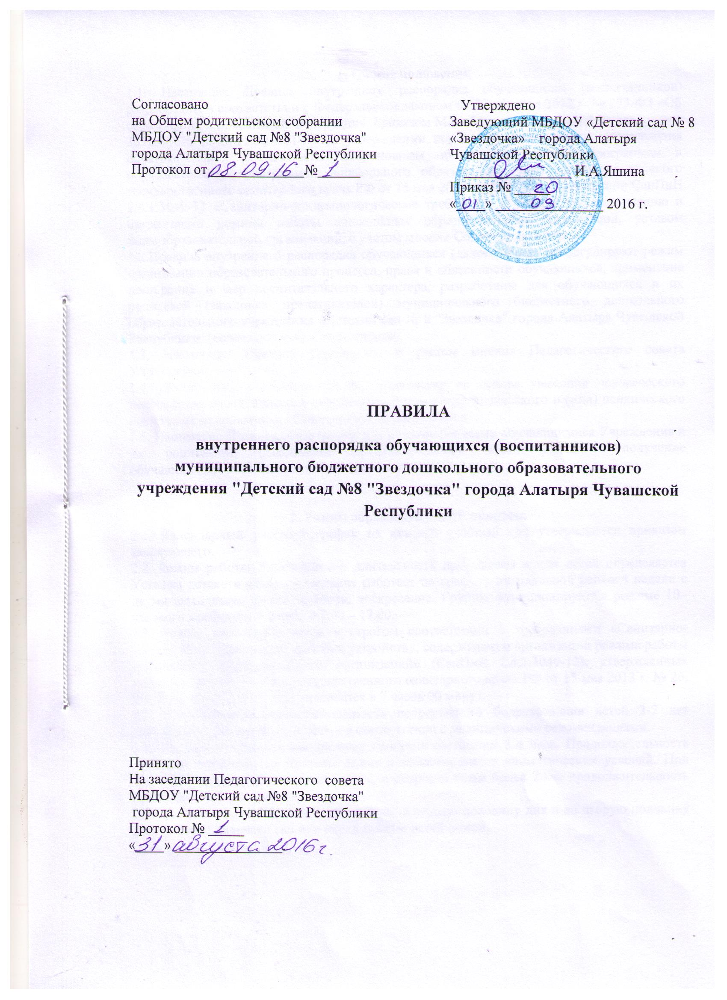 Согласовано
на Общем родительском собрании
МБДОУ "Детский сад №8 "Звездочка"
города Алатыря Чувашской Республики
Протокол от 08.09.16 № 1
Утверждено
Заведующий МБДОУ «Детский сад № 8
«Звездочка» города Алатыря
Чувашской Республики
И.А.Яшина
Приказ № 20
« 01 » 09 2016 г.
ПРАВИЛА
внутреннего распорядка обучающихся (воспитанников)
муниципального бюджетного дошкольного образовательного
учреждения "Детский сад №8 "Звездочка" города Алатыря Чувашской
Республики
Принято
На заседании Педагогического совета
МБДОУ "Детский сад №8 "Звездочка"
города Алатыря Чувашской Республики
Протокол № 1
«31» августа 2016 г.